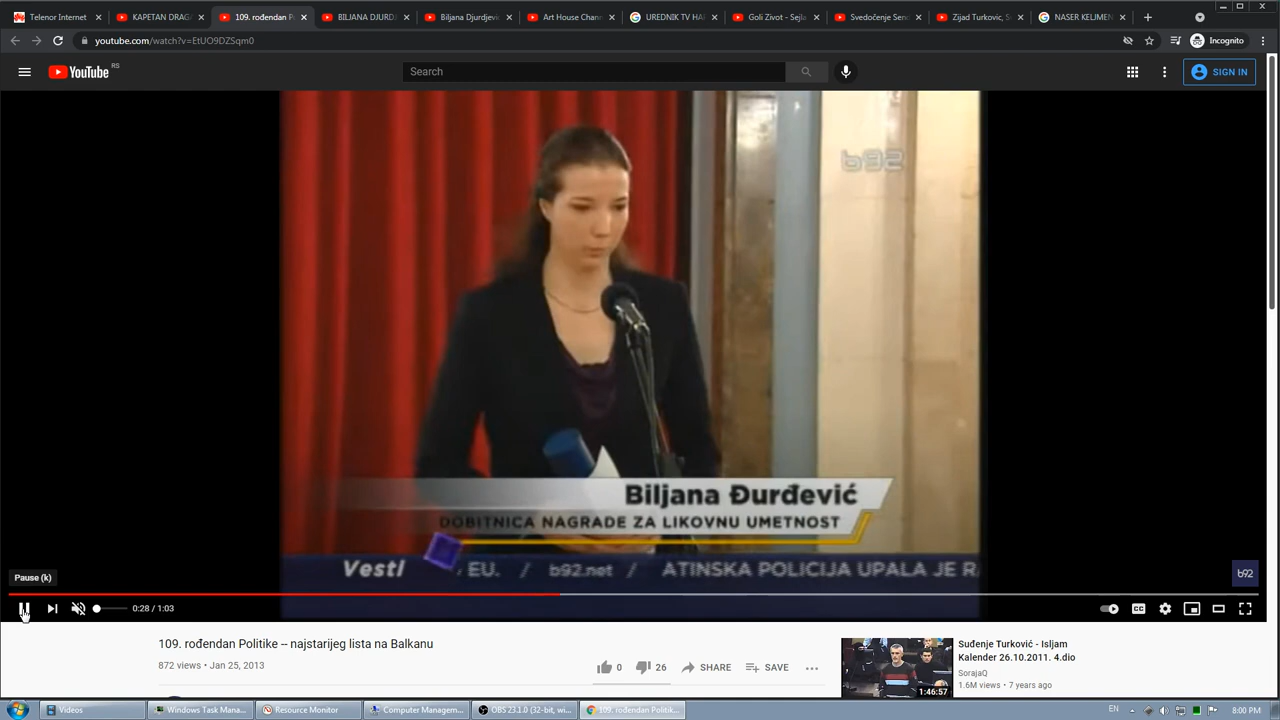 Telenor Internet
KAPETAN DRAGO
109. rođendan P
BILJANA DJURD
Biljana Djurdjevi
Art House Chan
UREDNIK TV HA
Goli Zivot - Sejla
Svedočenje Seno
Zijad Turkovic, S
NASER KELIMEN
youtube.com/watch?v=EtUO9DZSqm0
Incognito
YouTube RS
Search
SIGN IN
b92
Biljana Đurđević
DOBITNICA NAGRADE ZA LIKOVNU UMETNOST
Vesti
EU. / b92.net / ATINSKA POLICIJA UPALA JE
b92
Pause (k)
0:28 / 1:03
CC
109. rođendan Politike -- najstarijeg lista na Balkanu
872 views • Jan 25, 2013
0
26
SHARE
SAVE
Suđenje Turković - Isljam
Kalender 26.10.2011. 4.dio
SorajaQ
1.6M views • 7 years ago
1:46:57
Videos
Windows Task Mana...
Resource Monitor
Computer Managem...
OBS 23.1.0 (32-bit, wi...
109. rođendan Politik...
EN
8:00 PM